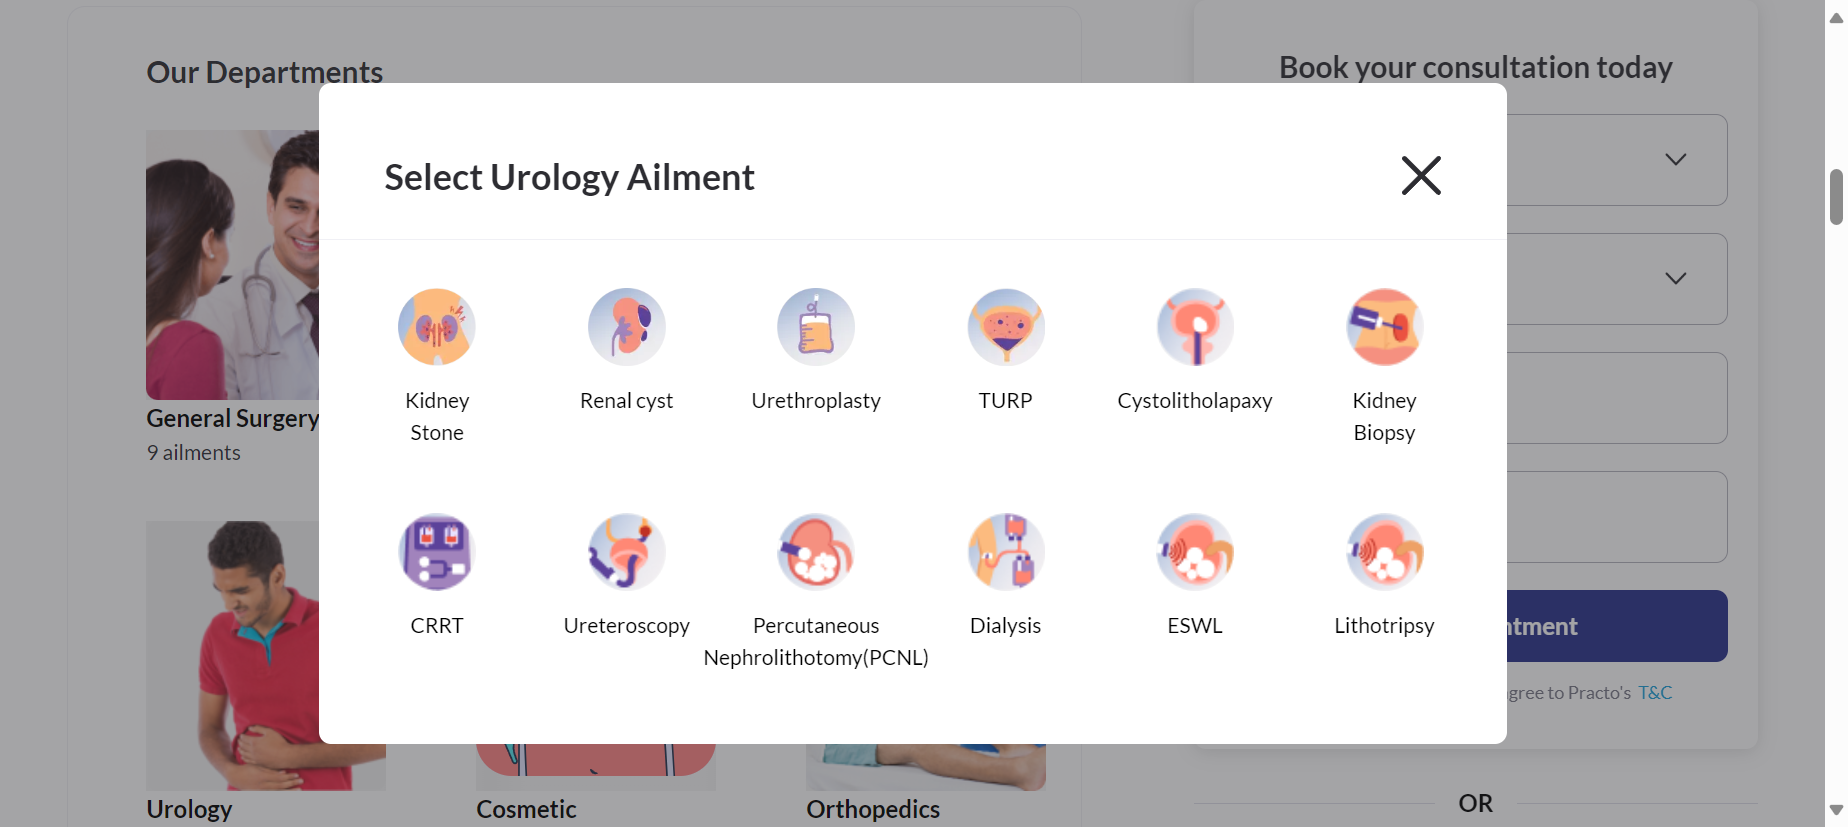 Our Departments
Book your consultation today
Select Urology Ailment
Kidney
Stone
Renal cyst
Urethroplasty
TURP
Cystolitholapaxy
Kidney
Biopsy
General Surgery
9 ailments
CRRT
Ureteroscopy
Percutaneous
Nephrolithotomy(PCNL)
Dialysis
ESWL
Lithotripsy
gree to Practo's T&C
Urology
Cosmetic
Orthopedics
OR